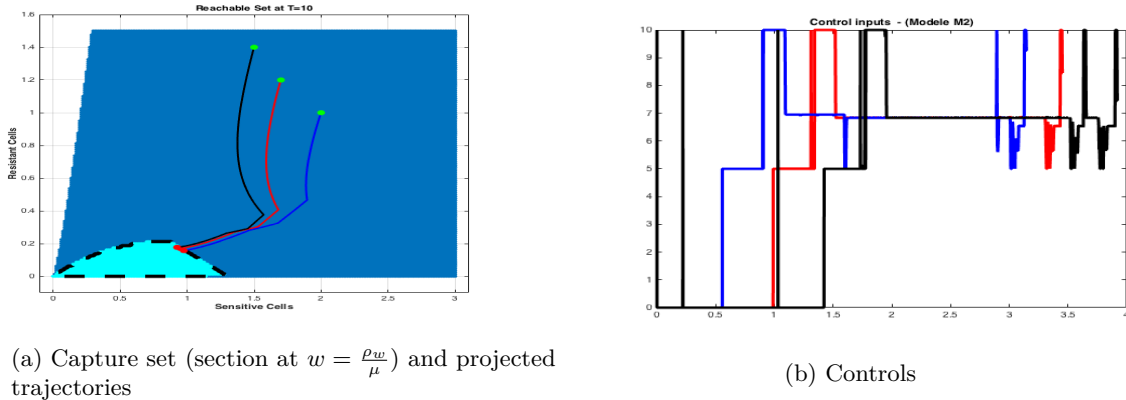 Reachable Set at T=10
1.6
1.4
1.2
1
0.8
0.6
0.4
0.2
0
Resistant Cells
0 0.5 1 1.5 2 2.5 3
Sensitive Cells
(a) Capture set (section at w = ρw/μ) and projected
trajectories
Control inputs - (Modele M2)
10
9
8
7
6
5
4
3
2
1
0
0 0.5 1 1.5 2 2.5 3 3.5 4
(b) Controls